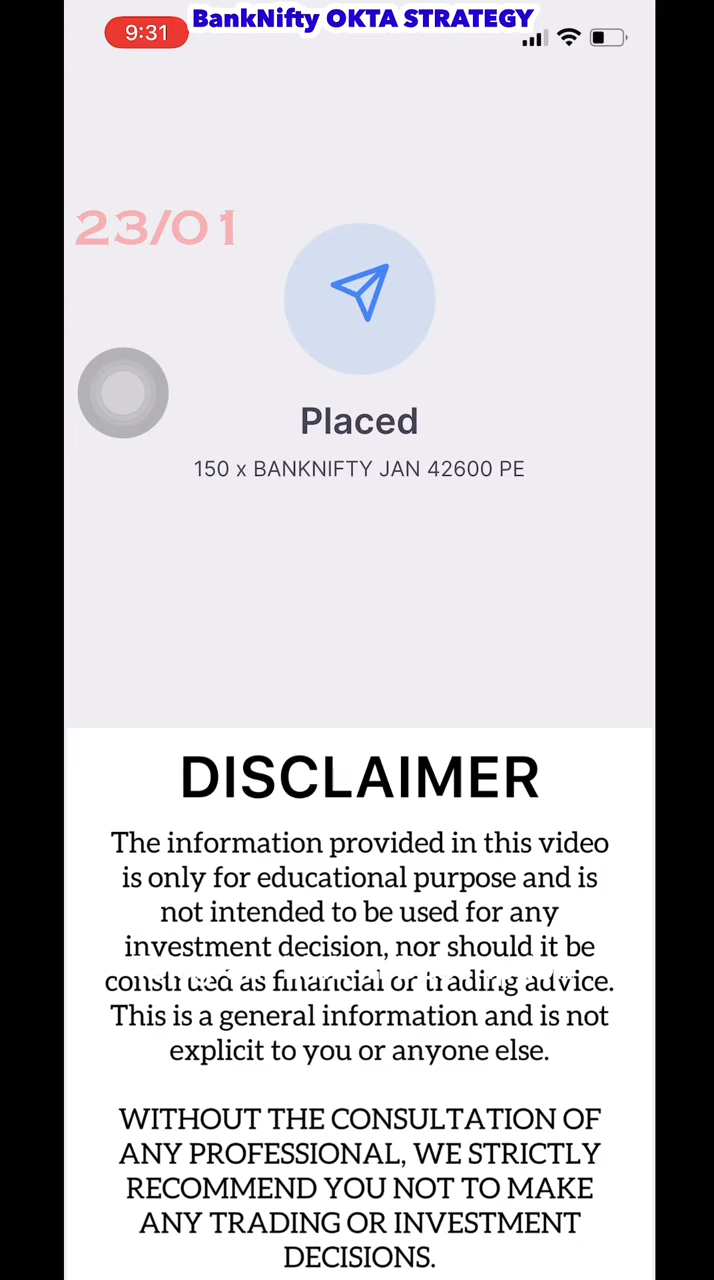 BankNifty OKTA STRATEGY
9:31
23/01
Placed
150 x BANKNIFTY JAN 42600 PE
DISCLAIMER
The information provided in this video
is only for educational purpose and is
not intended to be used for any
investment decision, nor should it be
construed as financial or trading advice.
This is a general information and is not
explicit to you or anyone else.
WITHOUT THE CONSULTATION OF
ANY PROFESSIONAL, WE STRICTLY
RECOMMEND YOU NOT TO MAKE
ANY TRADING OR INVESTMENT
DECISIONS.